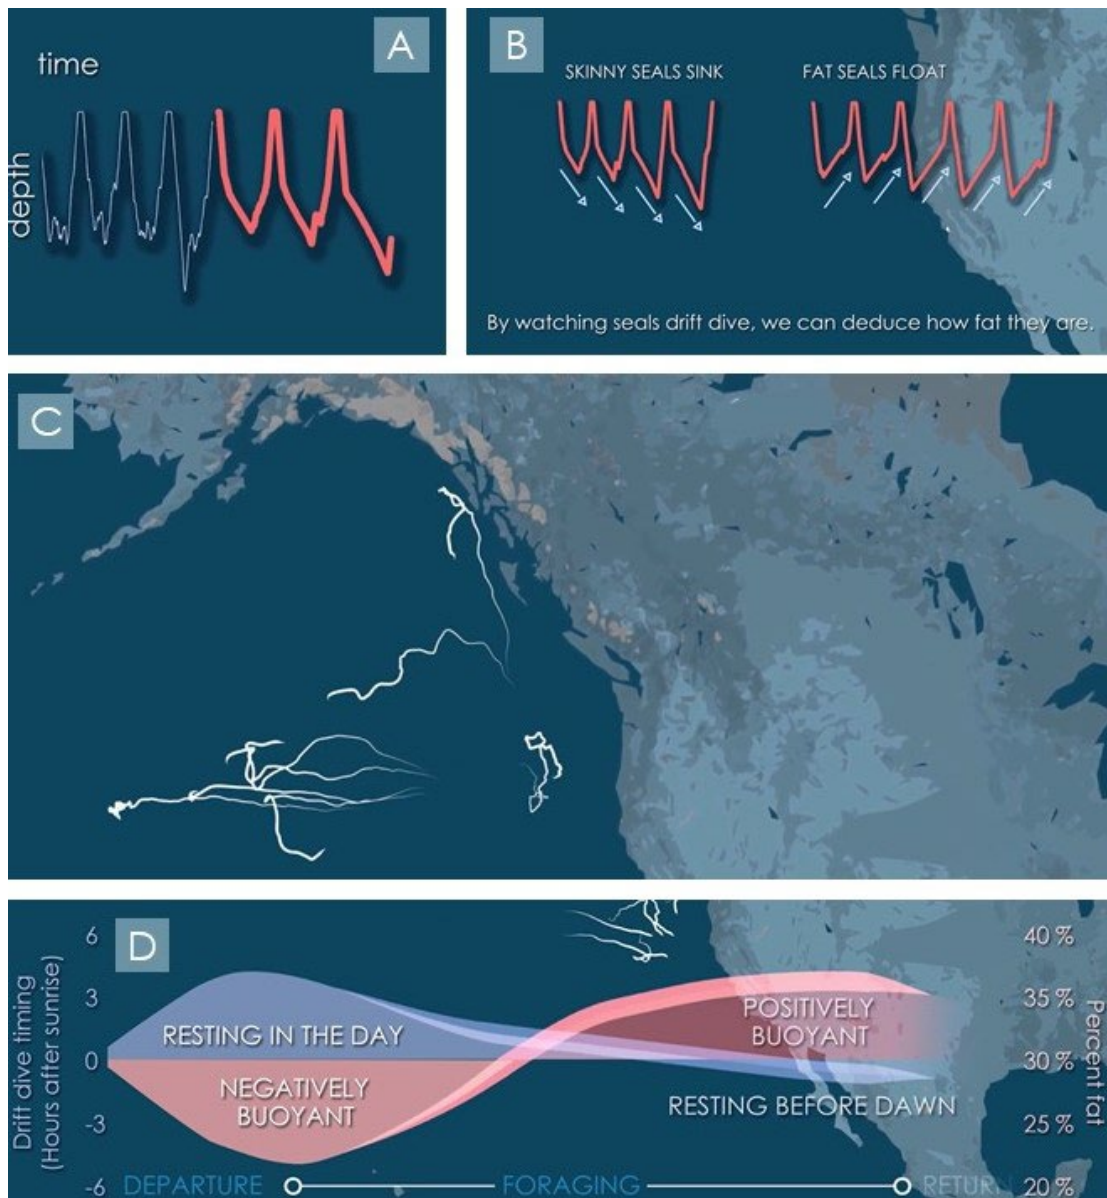 A
time
depth
B
SKINNY SEALS SINK
FAT SEALS FLOAT
By watching seals drift dive, we can deduce how fat they are.
C
D
Drift dive timing
(Hours after sunrise)
6
3
0
-3
-6
RESTING IN THE DAY
NEGATIVELY
BUOYANT
POSITIVELY
BUOYANT
RESTING BEFORE DAWN
40 %
35 %
30 %
25 %
20 %
Percent fat
DEPARTURE
FORAGING
RETURN